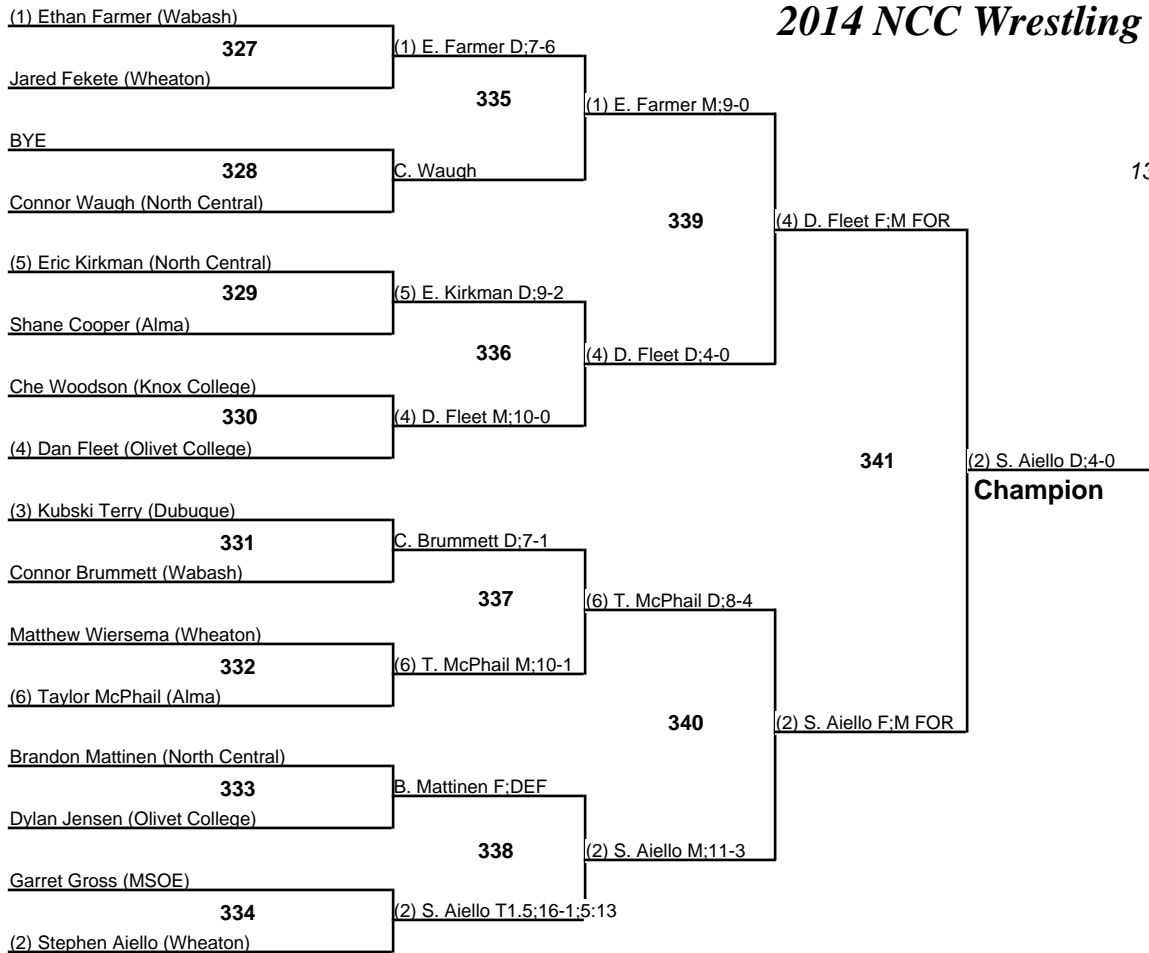 2014 NCC Wrestling
(1) Ethan Farmer (Wabash)
327
(1) E. Farmer D;7-6
Jared Fekete (Wheaton)
335
(1) E. Farmer M;9-0
BYE
328
C. Waugh
13
Connor Waugh (North Central)
339
(4) D. Fleet F;M FOR
(5) Eric Kirkman (North Central)
329
(5) E. Kirkman D;9-2
Shane Cooper (Alma)
336
(4) D. Fleet D;4-0
Che Woodson (Knox College)
330
(4) D. Fleet M;10-0
(4) Dan Fleet (Olivet College)
341
(2) S. Aiello D;4-0
Champion
(3) Kubski Terry (Dubuque)
331
C. Brummett D;7-1
Connor Brummett (Wabash)
337
(6) T. McPhail D;8-4
Matthew Wiersema (Wheaton)
332
(6) T. McPhail M;10-1
(6) Taylor McPhail (Alma)
340
(2) S. Aiello F;M FOR
Brandon Mattinen (North Central)
333
B. Mattinen F;DEF
Dylan Jensen (Olivet College)
338
(2) S. Aiello M;11-3
Garret Gross (MSOE)
334
(2) S. Aiello T1.5;16-1;5:13
(2) Stephen Aiello (Wheaton)